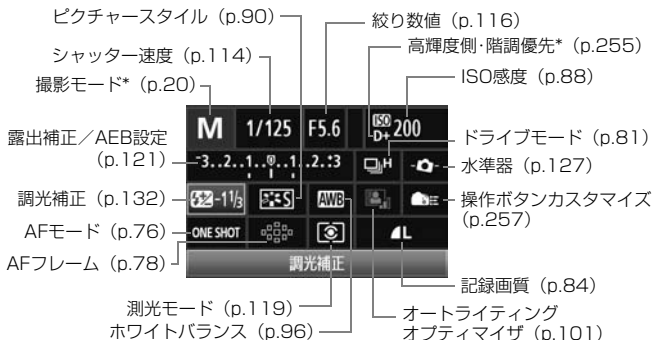 ピクチャースタイル（p.90）
絞り数値（p.116）
シャッター速度（p.114）
高輝度側･階調優先*（p.255）
撮影モード*（p.20）
ISO感度（p.88）
M 1/125 F5.6 ISO D+ 200
露出補正／AEB設定
（p.121）
-3..2..1..0..1..2.:+3
H
ドライブモード（p.81）
水準器（p.127）
調光補正（p.132）
-1 1/3
S
AWB
操作ボタンカスタマイズ
（p.257）
AFモード（p.76）
ONE SHOT
L
AFフレーム（p.78）
調光補正
記録画質（p.84）
測光モード（p.119）
オートライティング
オプティマイザ（p.101）
ホワイトバランス（p.96）